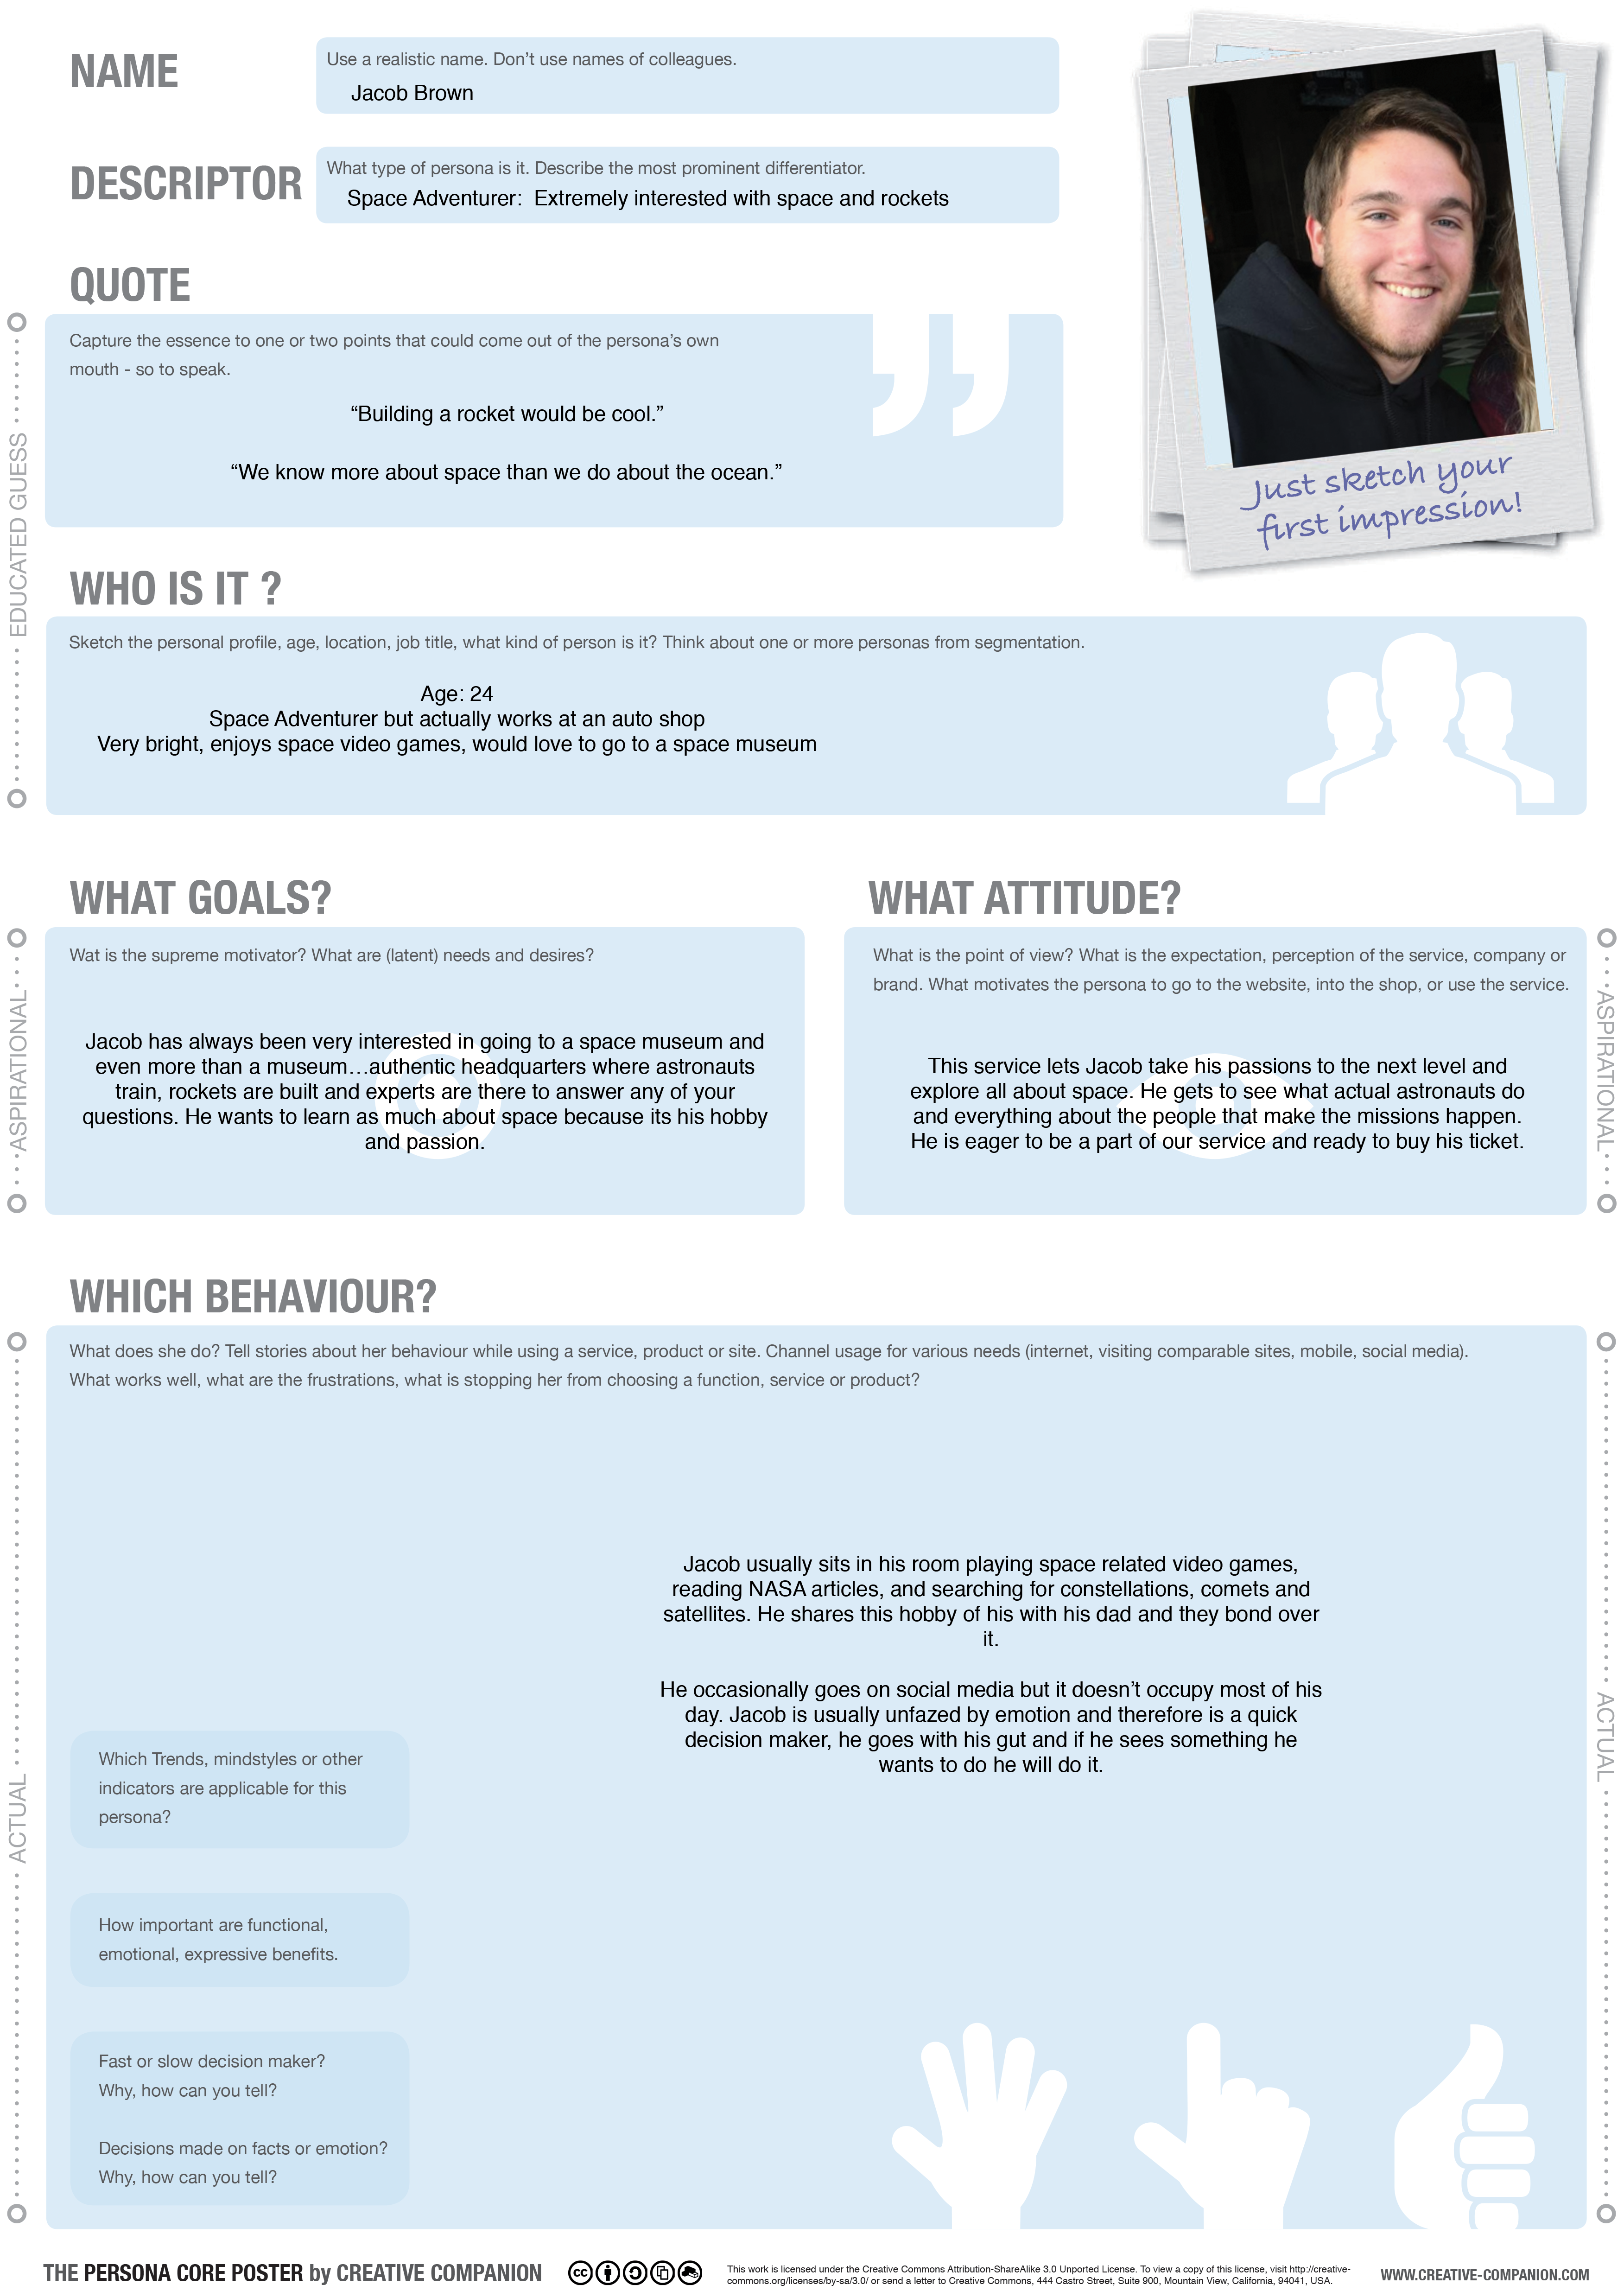 NAME
Use a realistic name. Don’t use names of colleagues.
Jacob Brown
DESCRIPTOR
What type of persona is it. Describe the most prominent differentiator.
Space Adventurer:  Extremely interested with space and rockets
QUOTE
Capture the essence to one or two points that could come out of the persona’s own
mouth - so to speak.
“Building a rocket would be cool.”
“We know more about space than we do about the ocean.”
Just sketch your
first impression!
EDUCATED GUESS
WHO IS IT ?
Sketch the personal profile, age, location, job title, what kind of person is it? Think about one or more personas from segmentation.
Age: 24
Space Adventurer but actually works at an auto shop
Very bright, enjoys space video games, would love to go to a space museum
ASPIRATIONAL
WHAT GOALS?
Wat is the supreme motivator? What are (latent) needs and desires?
Jacob has always been very interested in going to a space museum and
even more than a museum…authentic headquarters where astronauts
train, rockets are built and experts are there to answer any of your
questions. He wants to learn as much about space because its his hobby
and passion.
WHAT ATTITUDE?
What is the point of view? What is the expectation, perception of the service, company or
brand. What motivates the persona to go to the website, into the shop, or use the service.
This service lets Jacob take his passions to the next level and
explore all about space. He gets to see what actual astronauts do
and everything about the people that make the missions happen.
He is eager to be a part of our service and ready to buy his ticket.
ASPIRATIONAL
WHICH BEHAVIOUR?
What does she do? Tell stories about her behaviour while using a service, product or site. Channel usage for various needs (internet, visiting comparable sites, mobile, social media).
What works well, what are the frustrations, what is stopping her from choosing a function, service or product?
Jacob usually sits in his room playing space related video games,
reading NASA articles, and searching for constellations, comets and
satellites. He shares this hobby of his with his dad and they bond over
it.
He occasionally goes on social media but it doesn’t occupy most of his
day. Jacob is usually unfazed by emotion and therefore is a quick
decision maker, he goes with his gut and if he sees something he
wants to do he will do it.
ACTUAL
ACTUAL
Which Trends, mindstyles or other
indicators are applicable for this
persona?
How important are functional,
emotional, expressive benefits.
Fast or slow decision maker?
Why, how can you tell?
Decisions made on facts or emotion?
Why, how can you tell?
THE PERSONA CORE POSTER by CREATIVE COMPANION
cc
This work is licensed under the Creative Commons Attribution-ShareAlike 3.0 Unported License. To view a copy of this license, visit http://creative-
commons.org/licenses/by-sa/3.0/ or send a letter to Creative Commons, 444 Castro Street, Suite 900, Mountain View, California, 94041, USA.
WWW.CREATIVE-COMPANION.COM